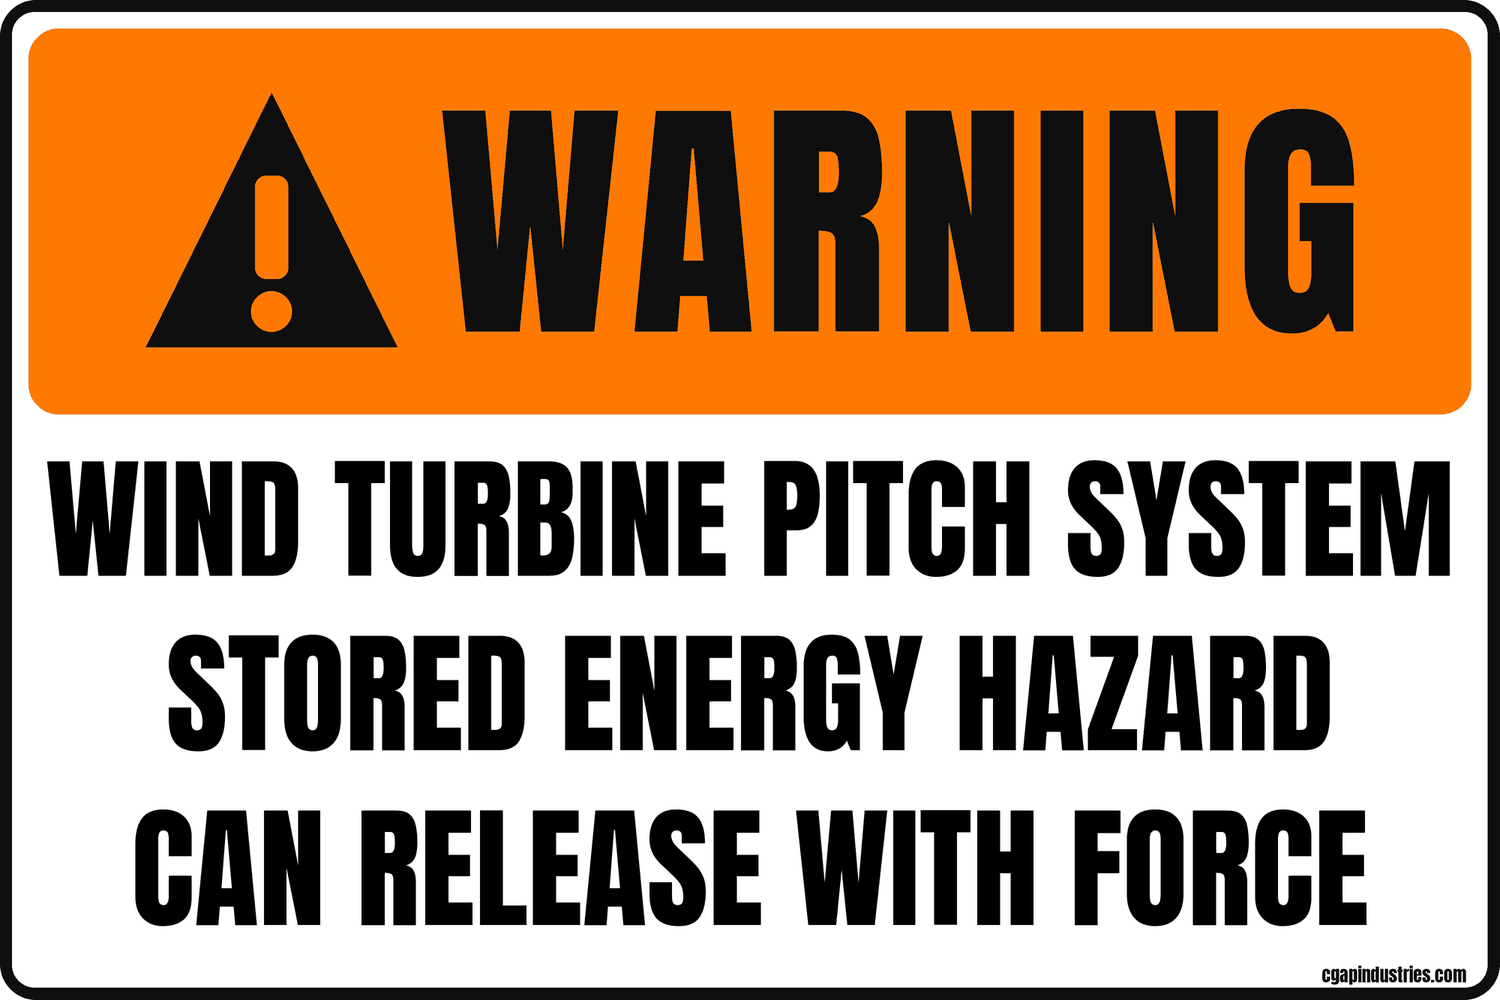 WARNING
WIND TURBINE PITCH SYSTEM
STORED ENERGY HAZARD
CAN RELEASE WITH FORCE
cgapindustries.com